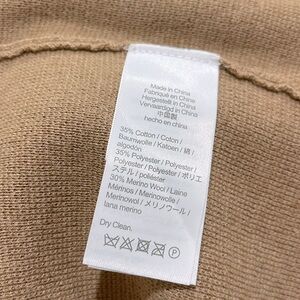 Made in China
Fabriqué en China
Hergestellt in China
Vervaardigd in China
中国製
hecho en china
35% Cotton / Coton /
Baumwolle / Katoen / 綿 /
algodón
35% Polyester / Polyester /
Polyester / Polyester / ポリエ
ステル / poliéster
30% Merino Wool / Laine
Mérinos / Merinowolle /
Merinowol / メリノウール /
lana merino
Dry Clean.
P